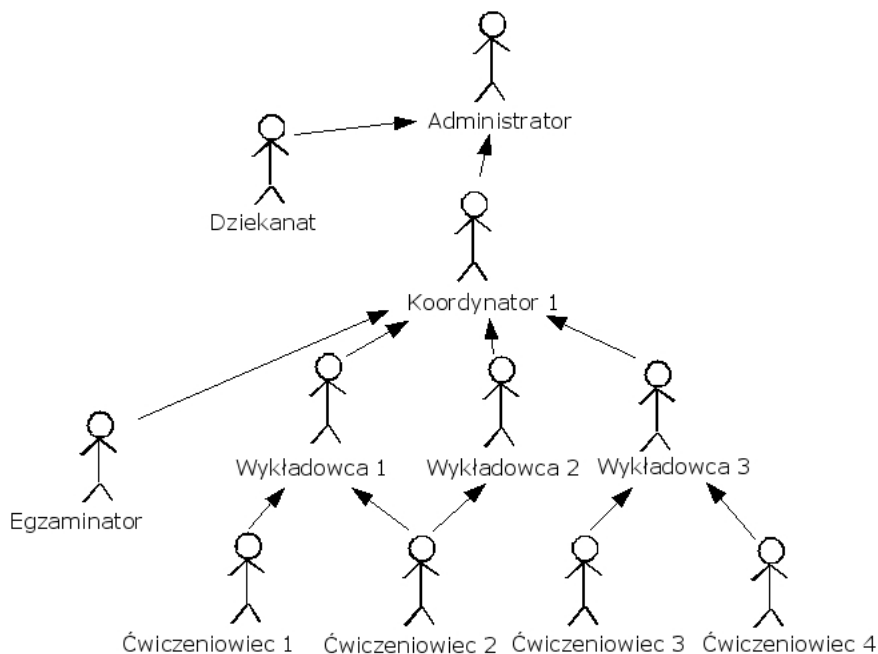 Administrator
Dziekanat
Koordynator 1
Wykładowca 1
Wykładowca 2
Wykładowca 3
Egzaminator
Ćwiczeniowiec 1
Ćwiczeniowiec 2
Ćwiczeniowiec 3
Ćwiczeniowiec 4